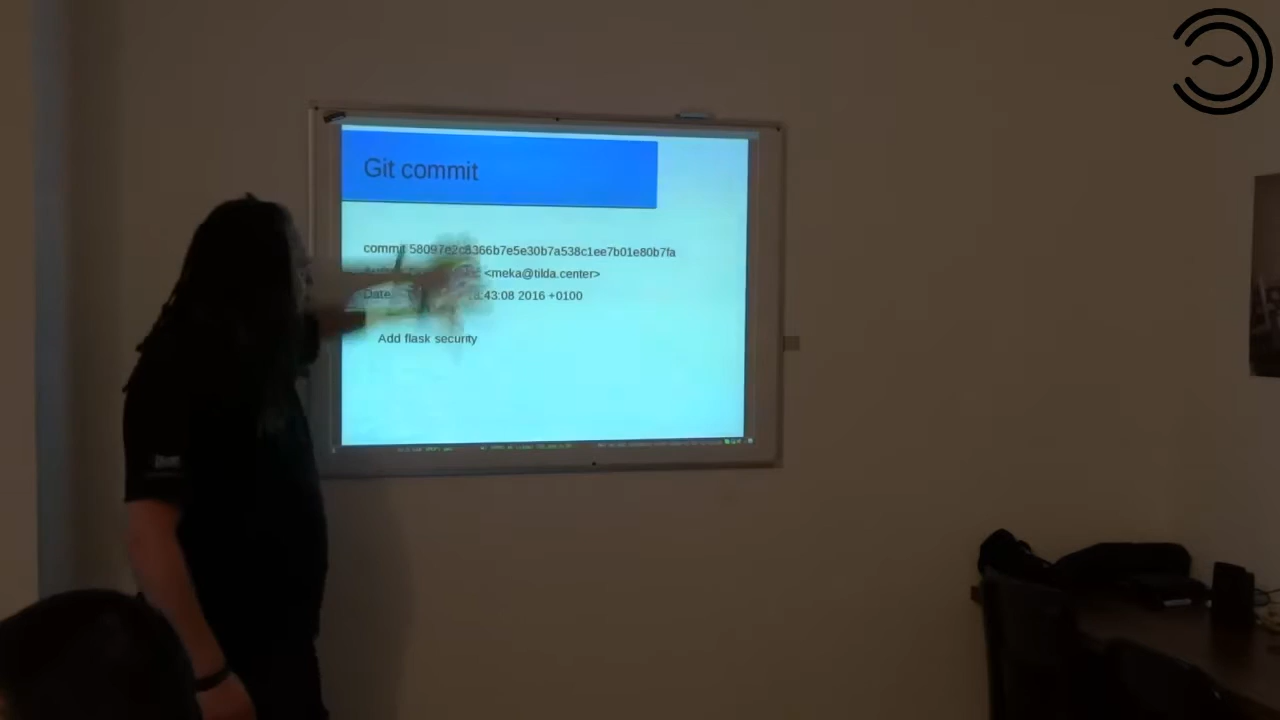 Git commit
commit 58097e2c8366b7e5e30b7a538c1ee7b01e80b7fa
<meka@tilda.center>
Date :43:08 2016 +0100
Add flask security